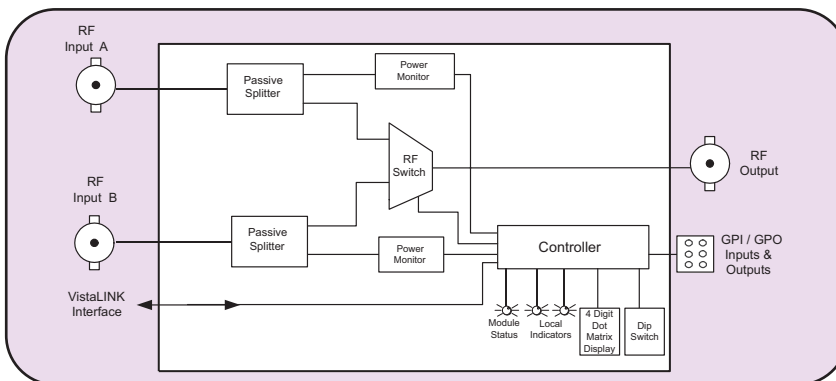 RF
Input A
Passive
Splitter
Power
Monitor
RF
Switch
RF
Output
RF
Input B
Passive
Splitter
Power
Monitor
Controller
GPI / GPO
Inputs &
Outputs
VistaLINK
Interface
Module
Status
Local
Indicators
4 Digit
Dot
Matrix
Display
Dip
Switch